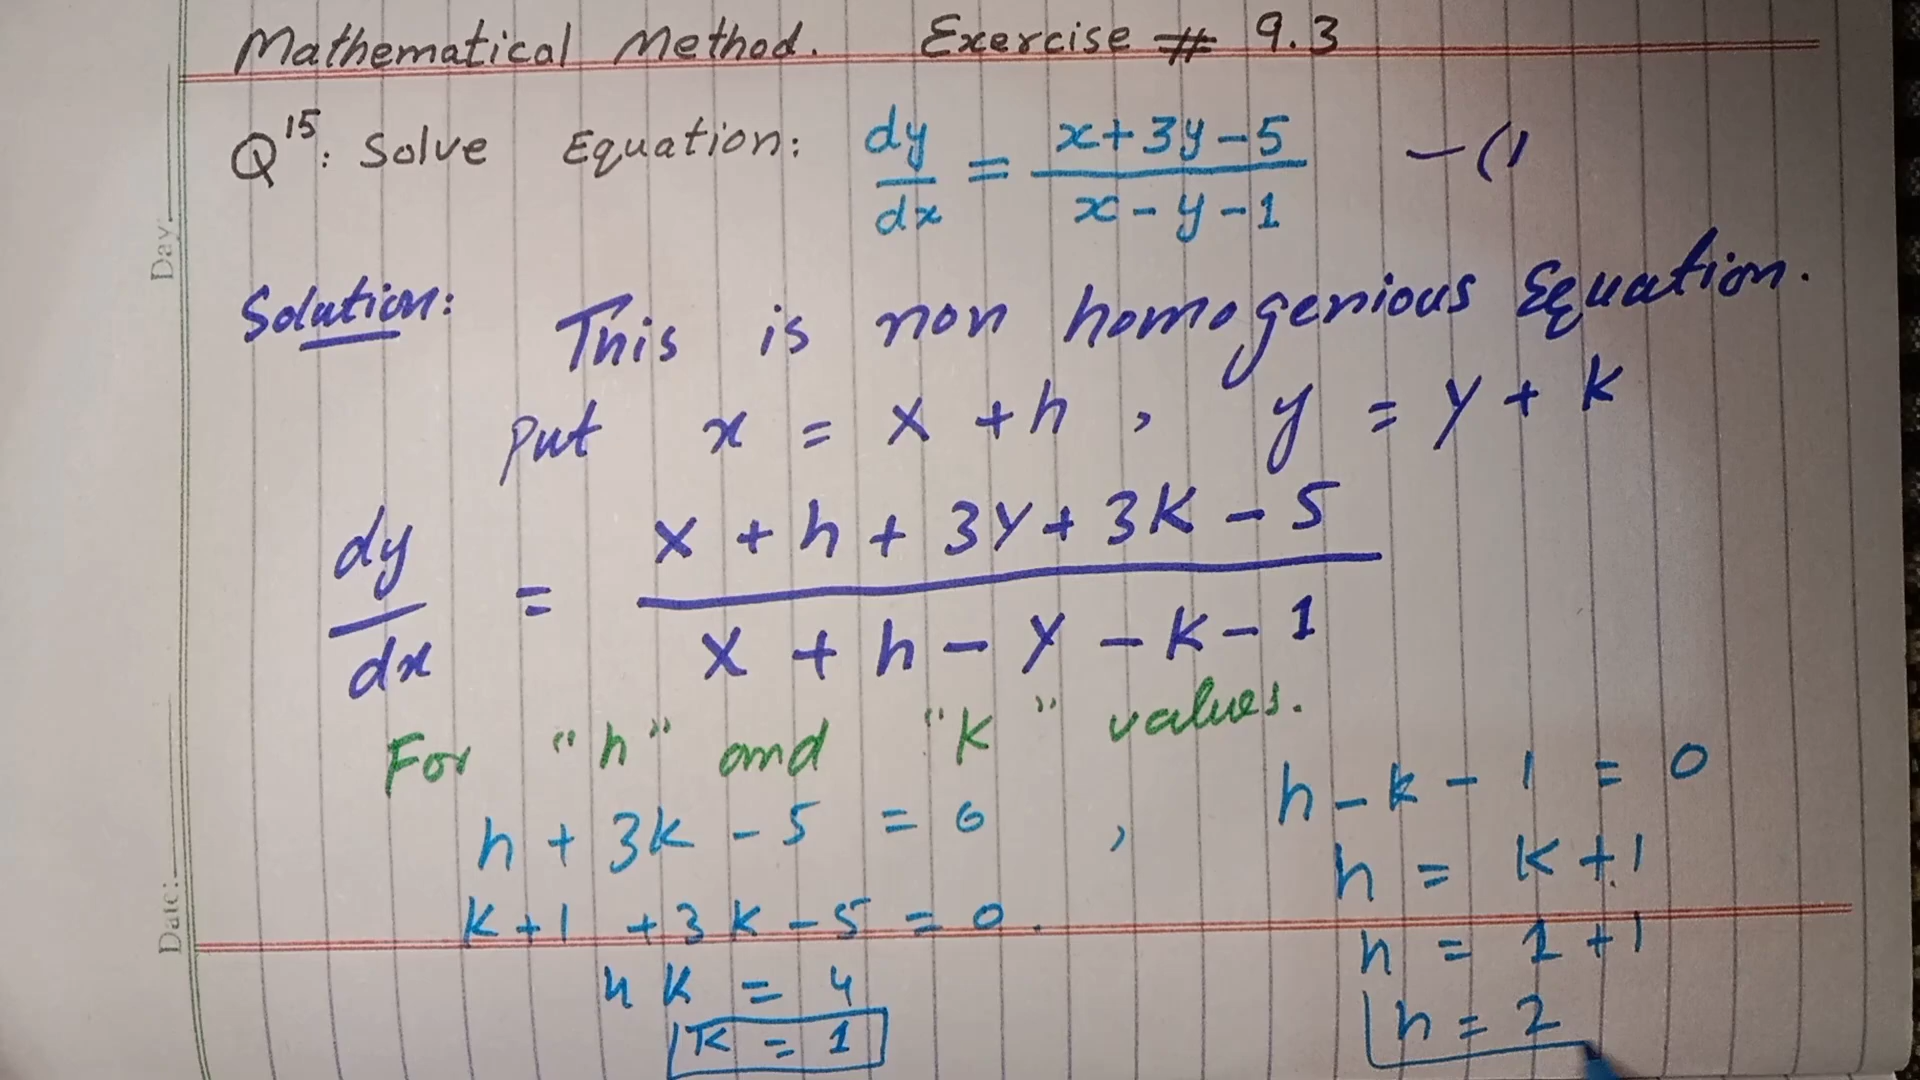 Mathematical Method. Exercise # 9.3
Q15: Solve Equation: dy/dx = x+3y-5 / x-y-1 -(1
Solution: This is non homogenious Equation.
put x = X + h , y = Y + K
dy/dx = X + h + 3Y + 3K - 5 / X + h - Y - K - 1
For "h" and "K" values.
h + 3K - 5 = 0 , h - k - 1 = 0
h = K + 1
K + 1 + 3K - 5 = 0.
h = 1 + 1
4K = 4
h = 2
K = 1
Day:
Date: